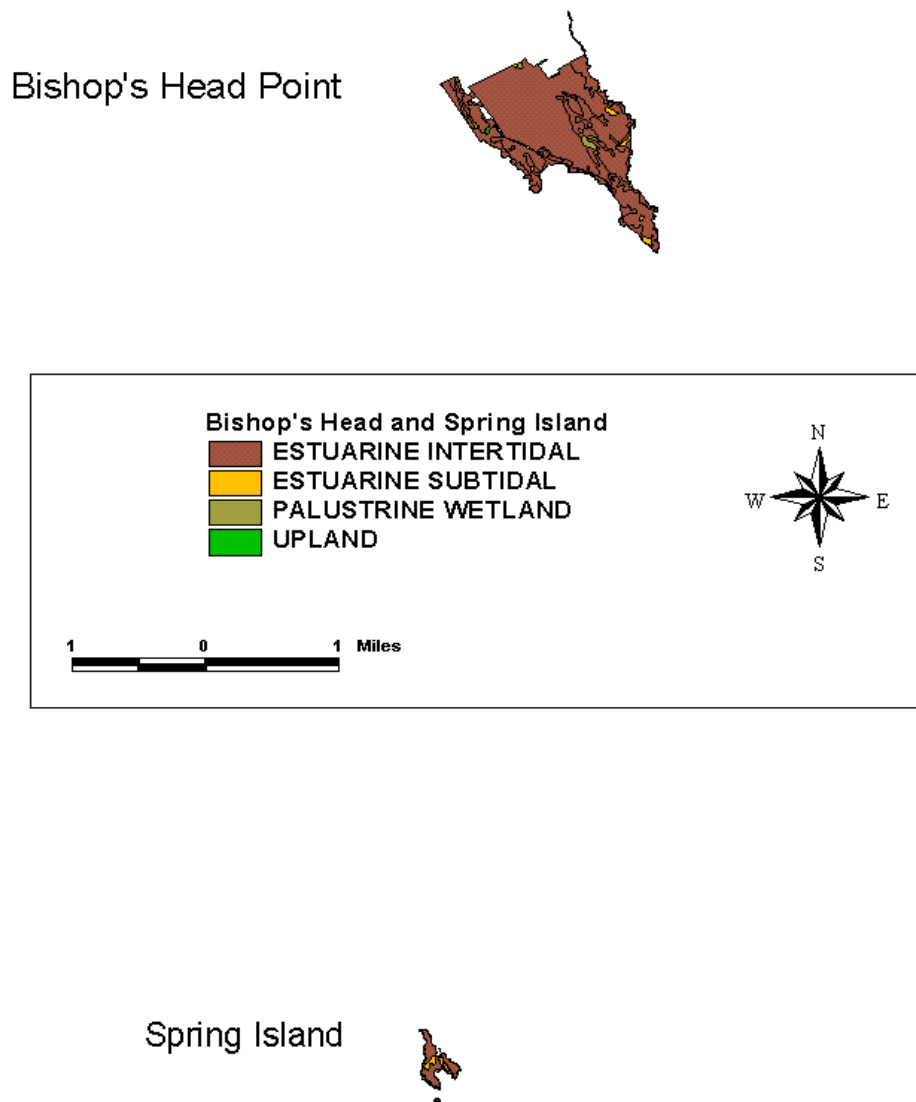 Bishop's Head Point
Bishop's Head and Spring Island
ESTUARINE INTERTIDAL
ESTUARINE SUBTIDAL
PALUSTRINE WETLAND
UPLAND
N
W E
S
1 0 1 Miles
Spring Island